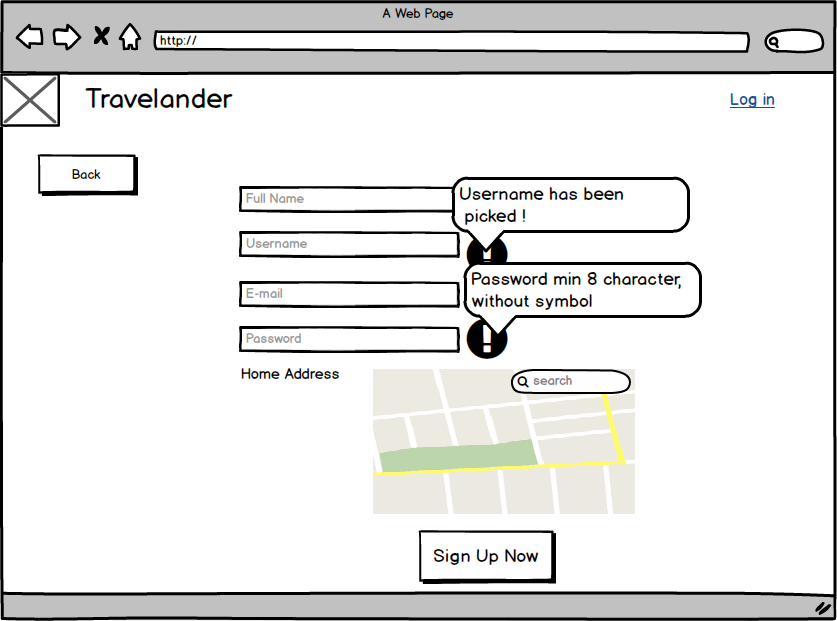 A Web Page
http://
Travelander
Log in
Back
Full Name
Username has been
picked !
Username
Password min 8 character,
without symbol
E-mail
Password
Home Address
search
Sign Up Now